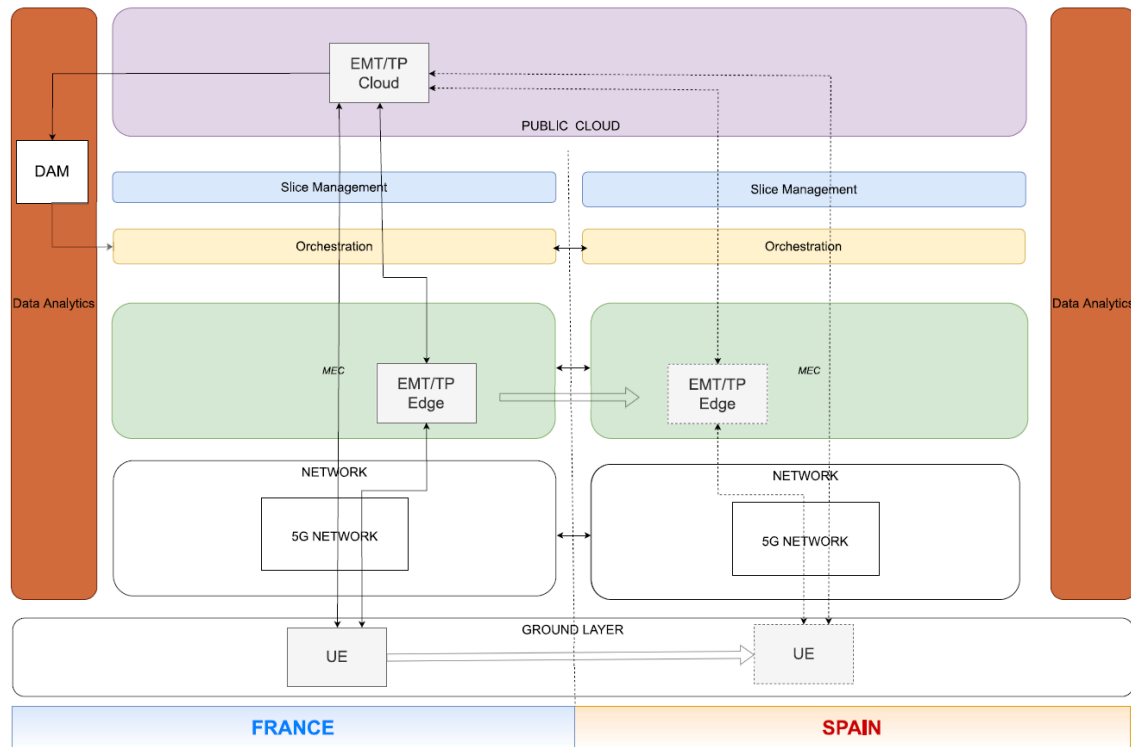 EMT/TP
Cloud
PUBLIC CLOUD
DAM
Slice Management
Slice Management
Orchestration
Orchestration
Data Analytics
Data Analytics
MEC
EMT/TP
Edge
EMT/TP
Edge
MEC
NETWORK
NETWORK
5G NETWORK
5G NETWORK
GROUND LAYER
UE
UE
FRANCE
SPAIN